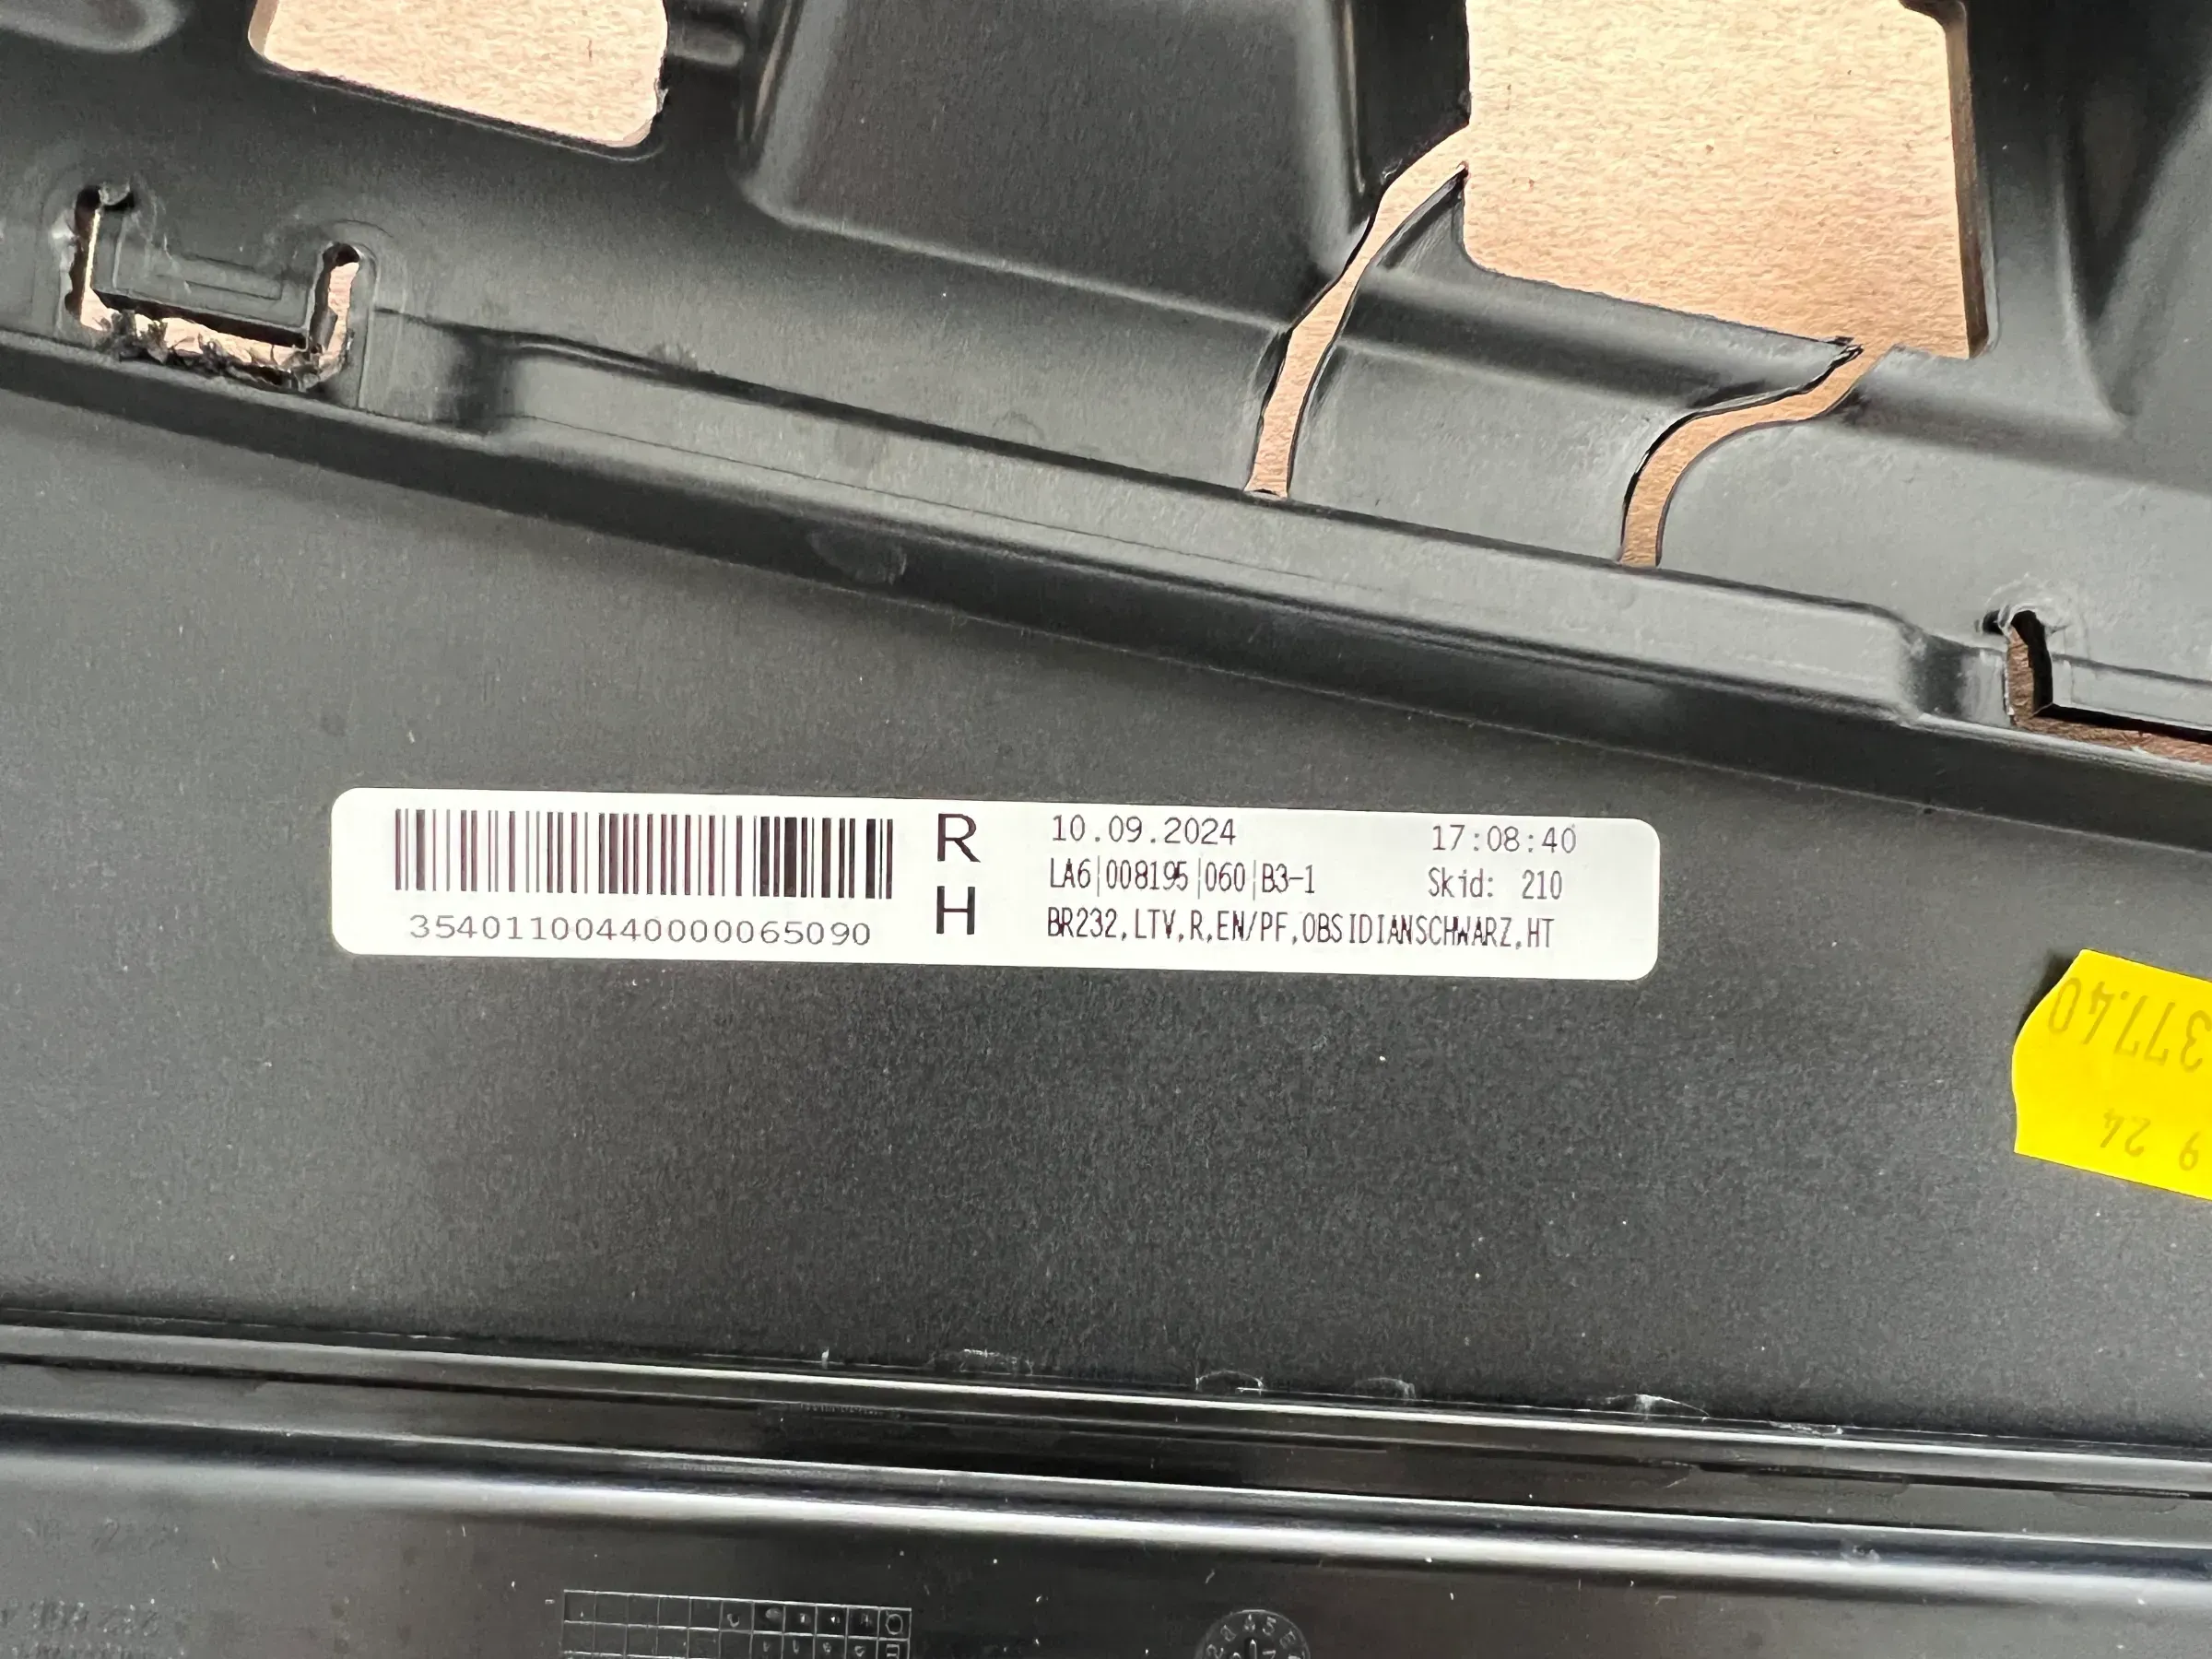 R
H
10.09.2024 17:08:40
LA6|008195|060|B3-1 Skid: 210
35401100440000065090
BR232,LTV,R,EN/PF,OBSIDIANSCHWARZ,HT
377.40
9 24